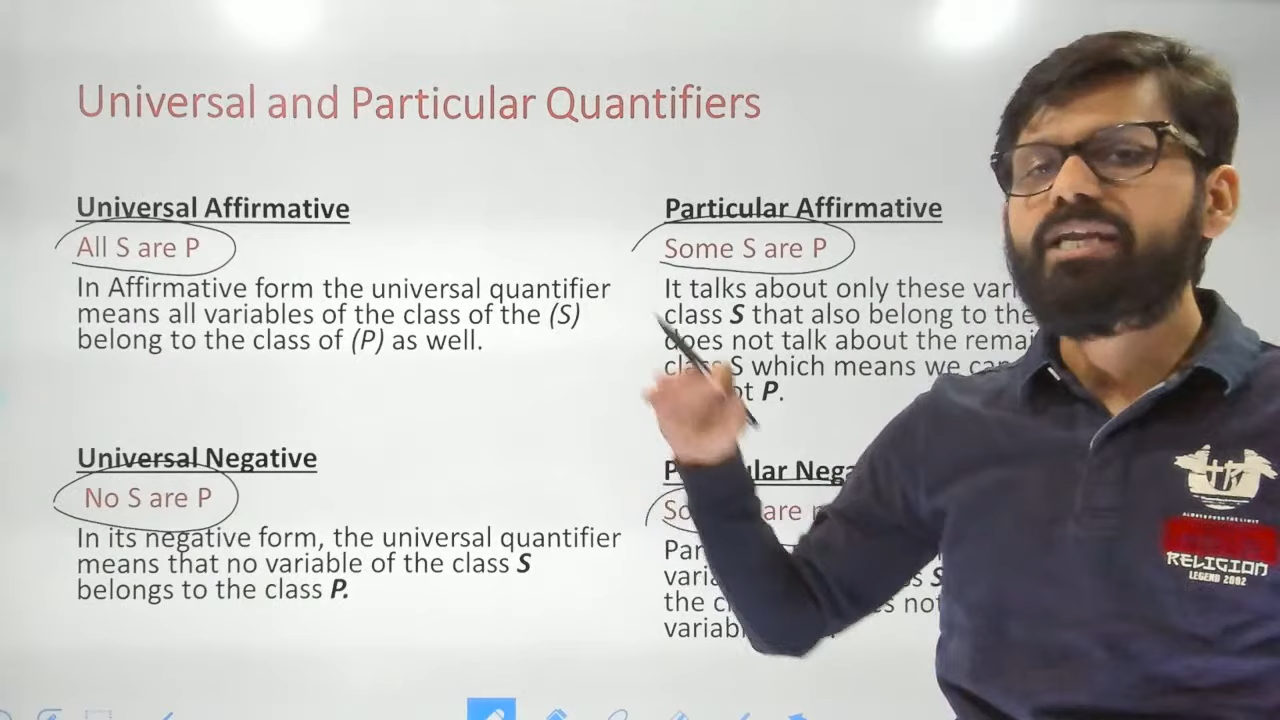 Universal and Particular Quantifiers
Universal Affirmative
All S are P
In Affirmative form the universal quantifier
means all variables of the class of the (S)
belong to the class of (P) as well.
Universal Negative
No S are P
In its negative form, the universal quantifier
means that no variable of the class S
belongs to the class P.
Particular Affirmative
Some S are P
It talks about only these
class S that also belong to the
does not talk about the
class S which means we
P.
are
S
the
not
RELIGION
LEGEND 2002